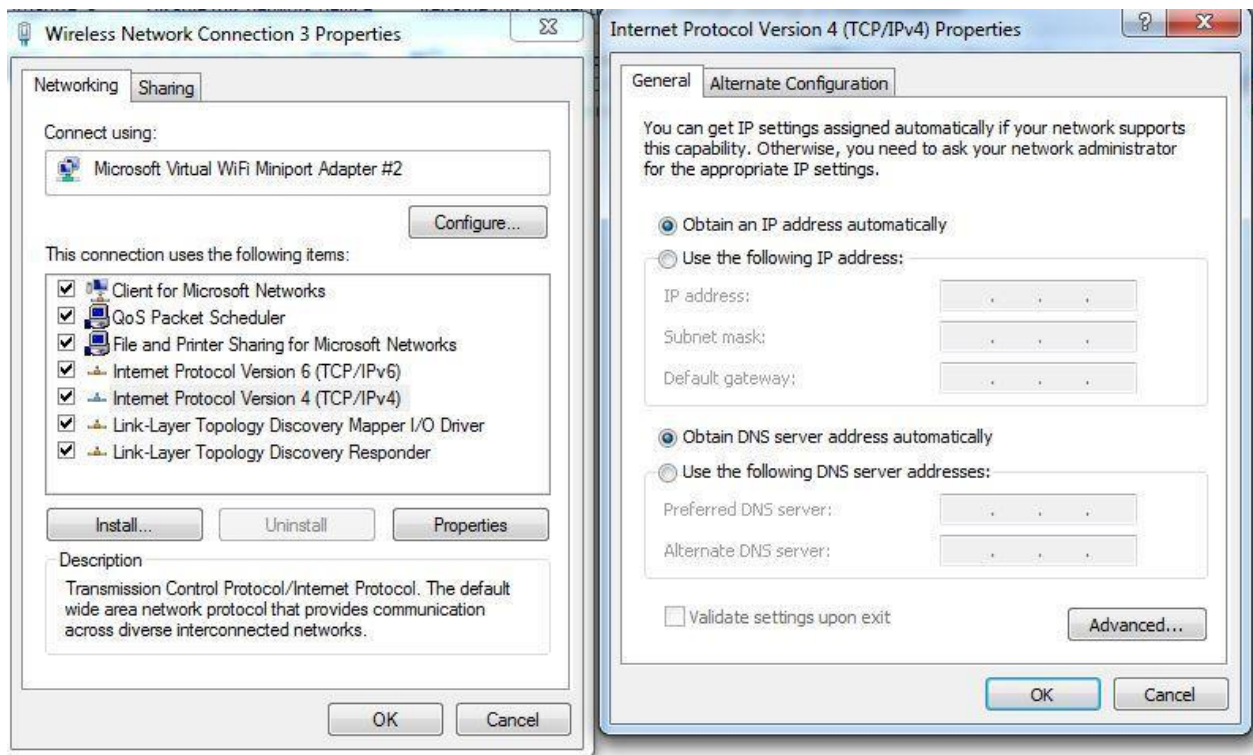 Wireless Network Connection 3 Properties
Networking
Sharing
Connect using:
Microsoft Virtual WiFi Miniport Adapter #2
Configure...
This connection uses the following items:
Client for Microsoft Networks
QoS Packet Scheduler
File and Printer Sharing for Microsoft Networks
Internet Protocol Version 6 (TCP/IPv6)
Internet Protocol Version 4 (TCP/IPv4)
Link-Layer Topology Discovery Mapper I/O Driver
Link-Layer Topology Discovery Responder
Install...
Uninstall
Properties
Description
Transmission Control Protocol/Internet Protocol. The default
wide area network protocol that provides communication
across diverse interconnected networks.
OK
Cancel
Internet Protocol Version 4 (TCP/IPv4) Properties
General
Alternate Configuration
You can get IP settings assigned automatically if your network supports
this capability. Otherwise, you need to ask your network administrator
for the appropriate IP settings.
Obtain an IP address automatically
Use the following IP address:
IP address:
Subnet mask:
Default gateway:
Obtain DNS server address automatically
Use the following DNS server addresses:
Preferred DNS server:
Alternate DNS server:
Validate settings upon exit
Advanced...
OK
Cancel